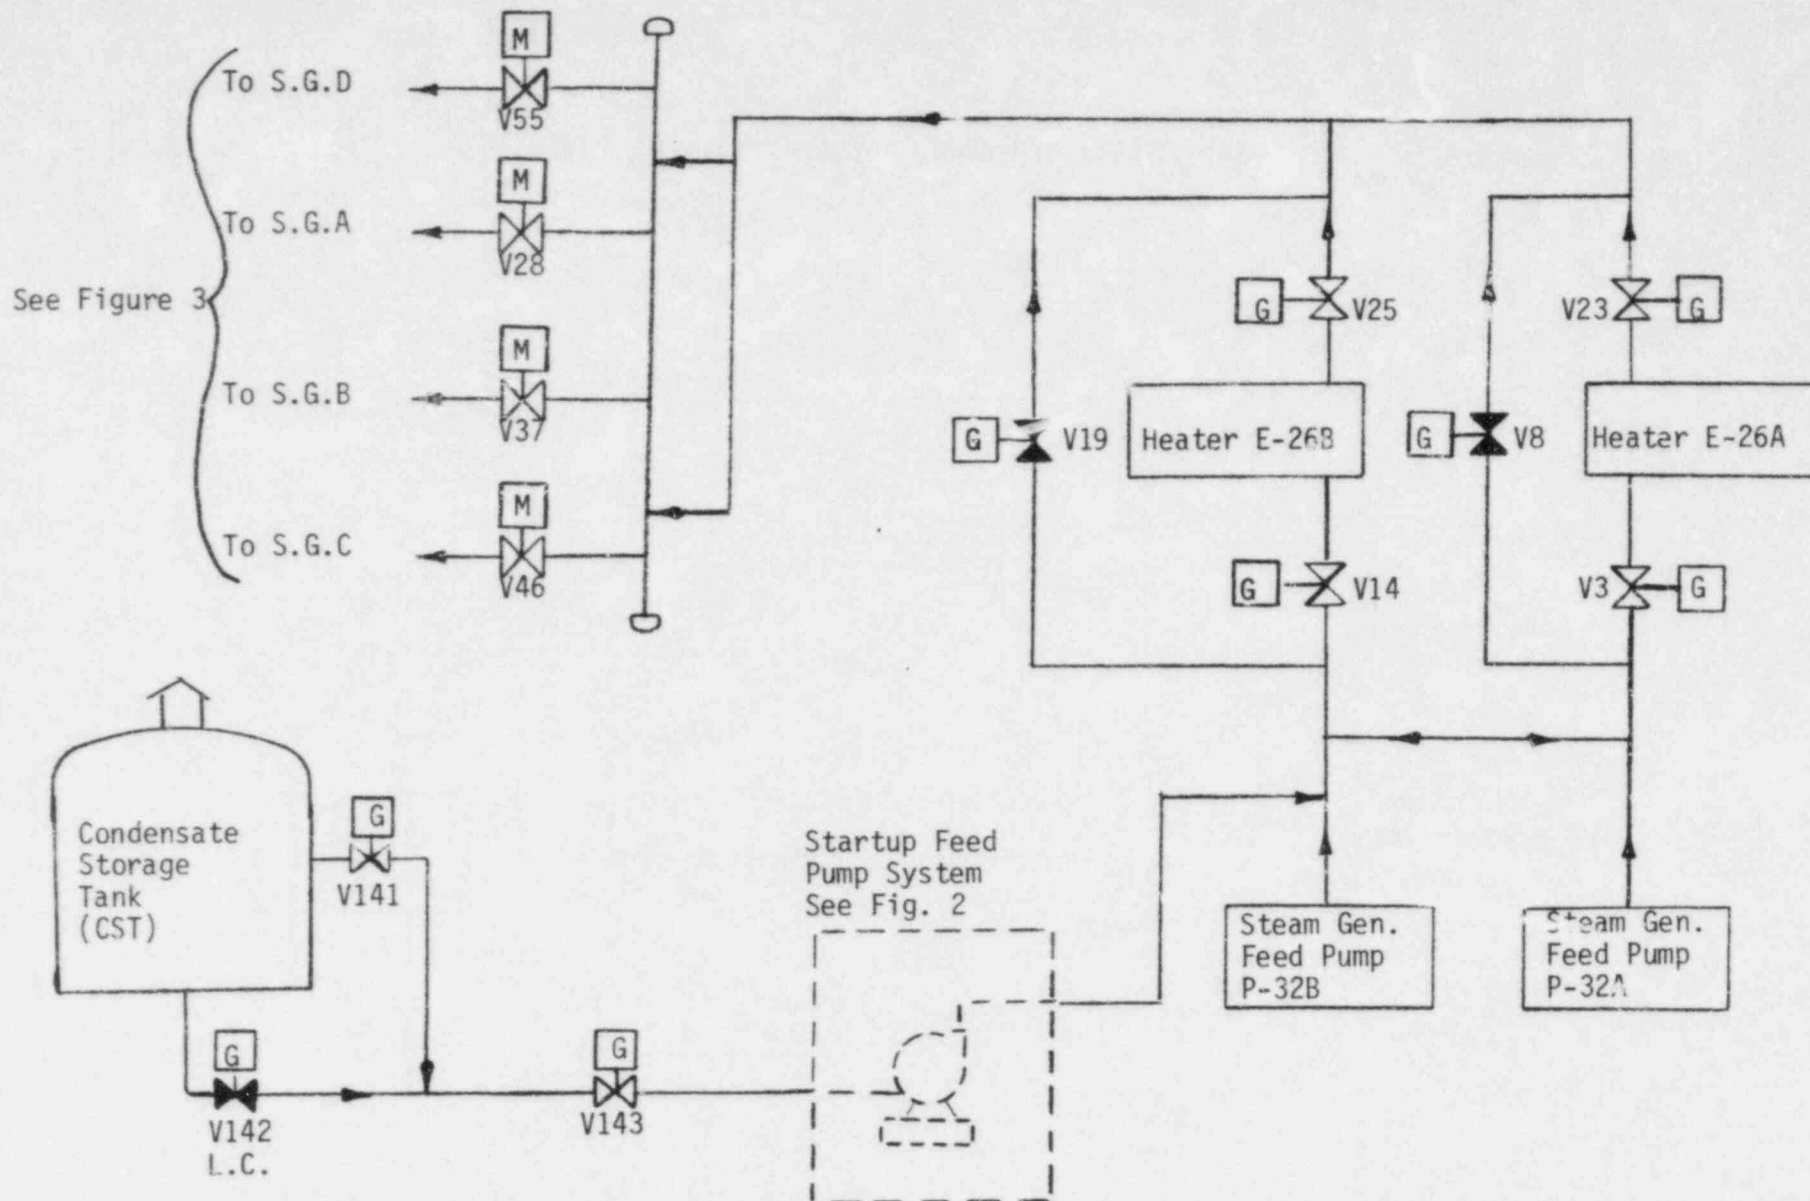 To S.G.D
M
V55
To S.G.A
M
V28
See Figure 3
To S.G.B
M
V37
To S.G.C
M
V46
G
V25
V23
G
G
V19
Heater E-26B
G
V8
Heater E-26A
G
V14
V3
G
Condensate
Storage
Tank
(CST)
G
V141
G
V142
L.C.
G
V143
Startup Feed
Pump System
See Fig. 2
Steam Gen.
Feed Pump
P-32B
Steam Gen.
Feed Pump
P-32A